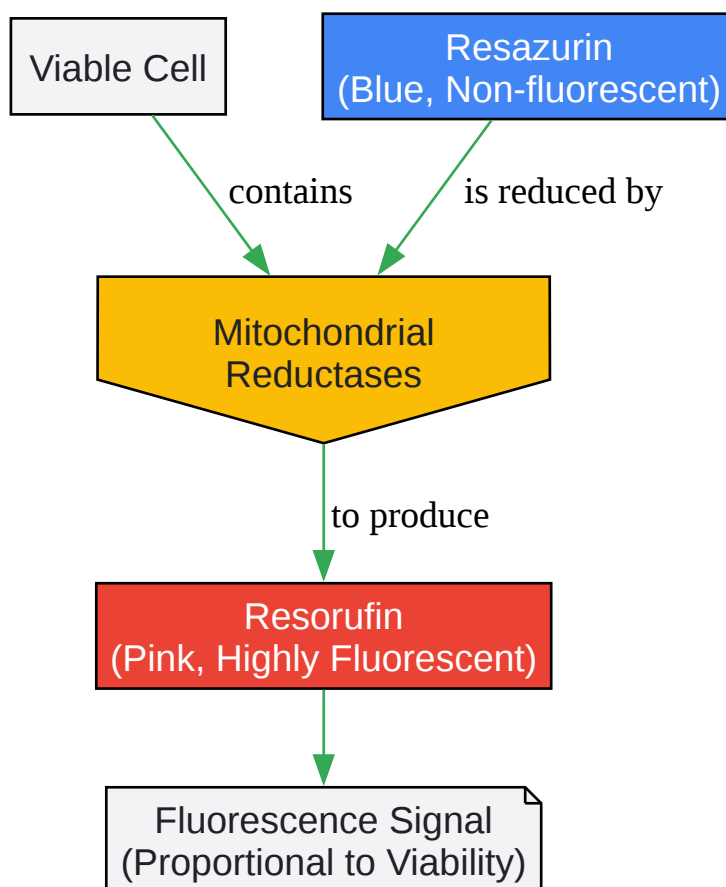 Viable Cell
Resazurin
(Blue, Non-fluorescent)
contains
is reduced by
Mitochondrial
Reductases
to produce
Resorufin
(Pink, Highly Fluorescent)
Fluorescence Signal
(Proportional to Viability)